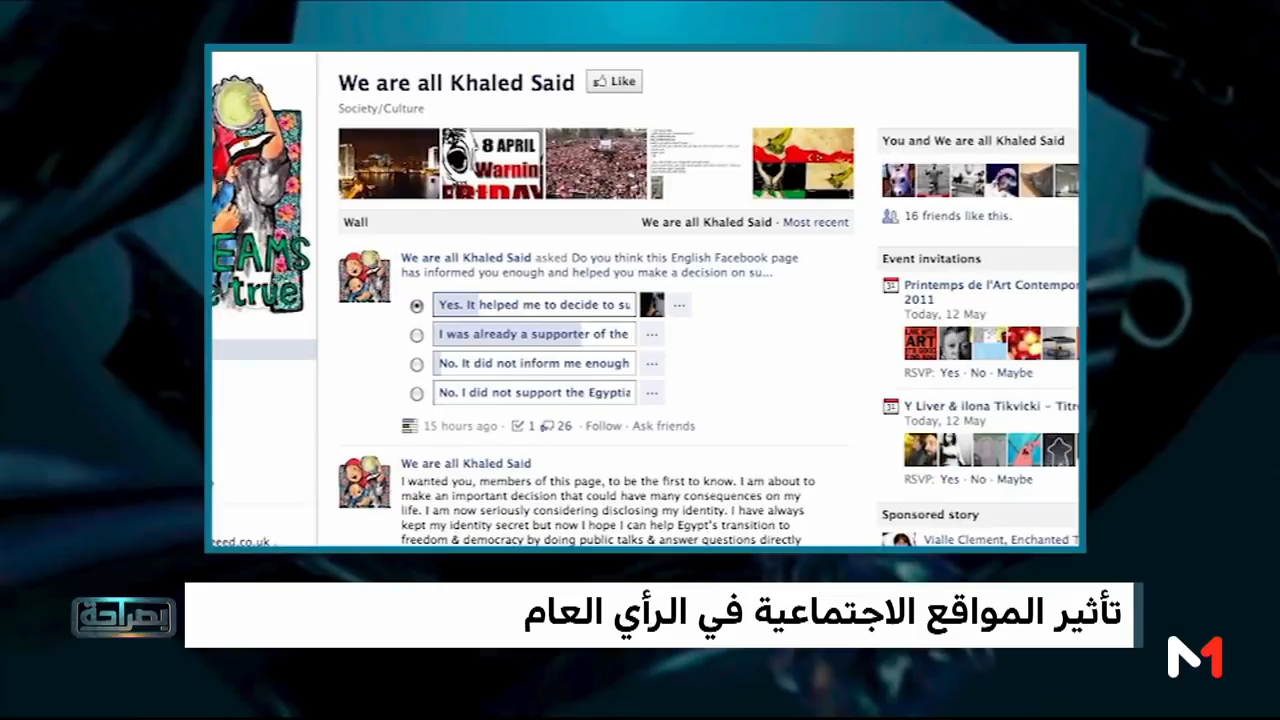 We are all Khaled Said
Like
Society/Culture
8 APRIL
Warnin
FRIDAY
EAMS
true
Wall
We are all Khaled Said · Most recent
We are all Khaled Said asked Do you think this English Facebook page
has informed you enough and helped you make a decision on su...
Yes. It helped me to decide to su
I was already a supporter of the
No. It did not inform me enough
No. I did not support the Egyptia
15 hours ago · 1 26 · Follow · Ask friends
We are all Khaled Said
I wanted you, members of this page, to be the first to know. I am about to
make an important decision that could have many consequences on my
life. I am now seriously considering disclosing my identity. I have always
kept my identity secret but now I hope I can help Egypt's transition to
freedom & democracy by doing public talks & answer questions directly
eed.co.uk
You and We are all Khaled Said
16 friends like this.
Event invitations
31
Printemps de l'Art Contempor
2011
Today, 12 May
ART
RSVP: Yes · No · Maybe
31
Y Liver & ilona Tikvicki - Titr
Today, 12 May
RSVP: Yes · No · Maybe
Sponsored story
Vialle Clement, Enchanted T
تأثير المواقع الاجتماعية في الرأي العام
بصراحة
M1